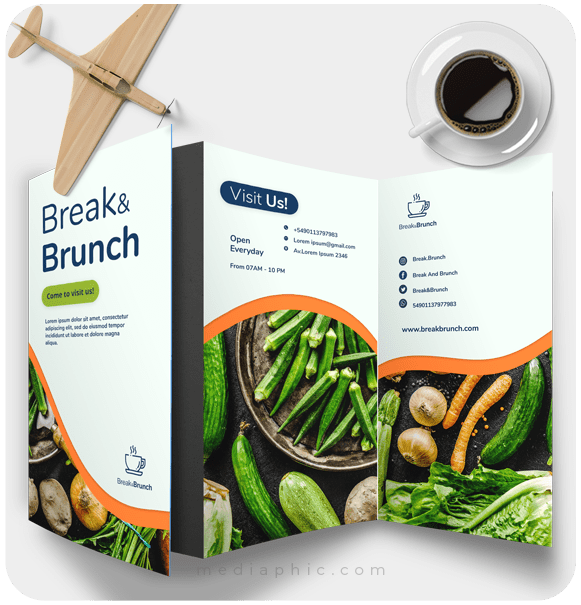 Break&
Brunch
Come to visit us!
Lorem ipsum dolor sit amet, consectetur
adipiscing elit, sed do eiusmod tempor
incididunt ut labore et dolore magna
aliqua.
Break&Brunch
Visit Us!
Open
Everyday
From 07AM - 10 PM
+5490113797983
Lorem ipsum@gmail.com
Av.Lorem Ipsum 2346
Break&Brunch
Break.Brunch
Break And Brunch
Break&Brunch
54901137977983
www.breakbrunch.com
mediaphic.com